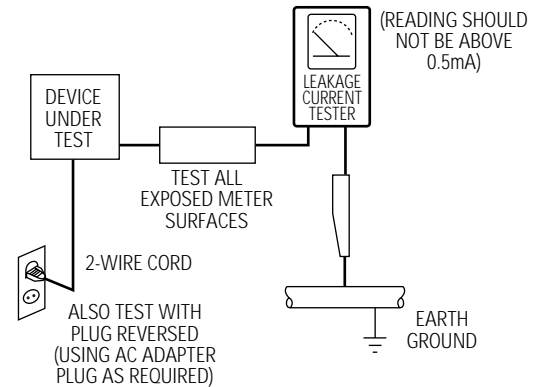 (READING SHOULD
NOT BE ABOVE
0.5mA)
LEAKAGE
CURRENT
TESTER
DEVICE
UNDER
TEST
TEST ALL
EXPOSED METER
SURFACES
2-WIRE CORD
ALSO TEST WITH
PLUG REVERSED
(USING AC ADAPTER
PLUG AS REQUIRED)
EARTH
GROUND